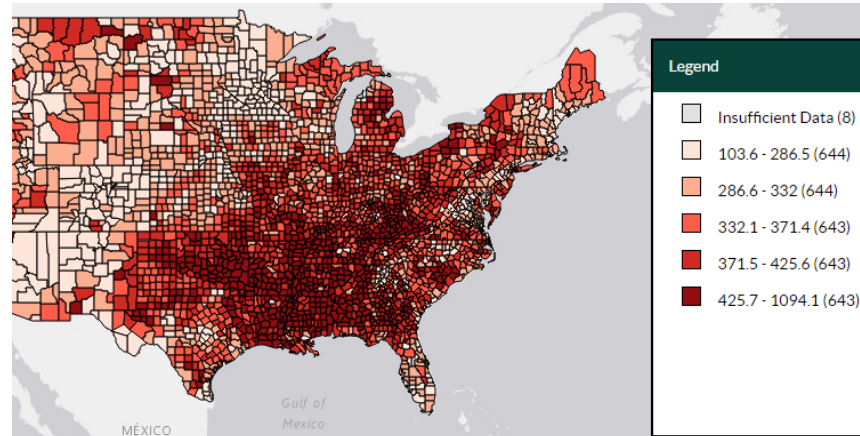 Legend
Insufficient Data (8)
103.6 - 286.5 (644)
286.6 - 332 (644)
332.1 - 371.4 (643)
371.5 - 425.6 (643)
425.7 - 1094.1 (643)
Gulf of
Mexico
MÉXICO